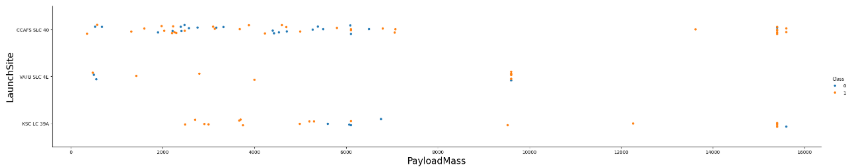 LaunchSite
CCAFS SLC 40
VAFB SLC 4E
KSC LC 39A
0
2000
4000
6000
8000
10000
12000
14000
16000
PayloadMass
Class
0
1